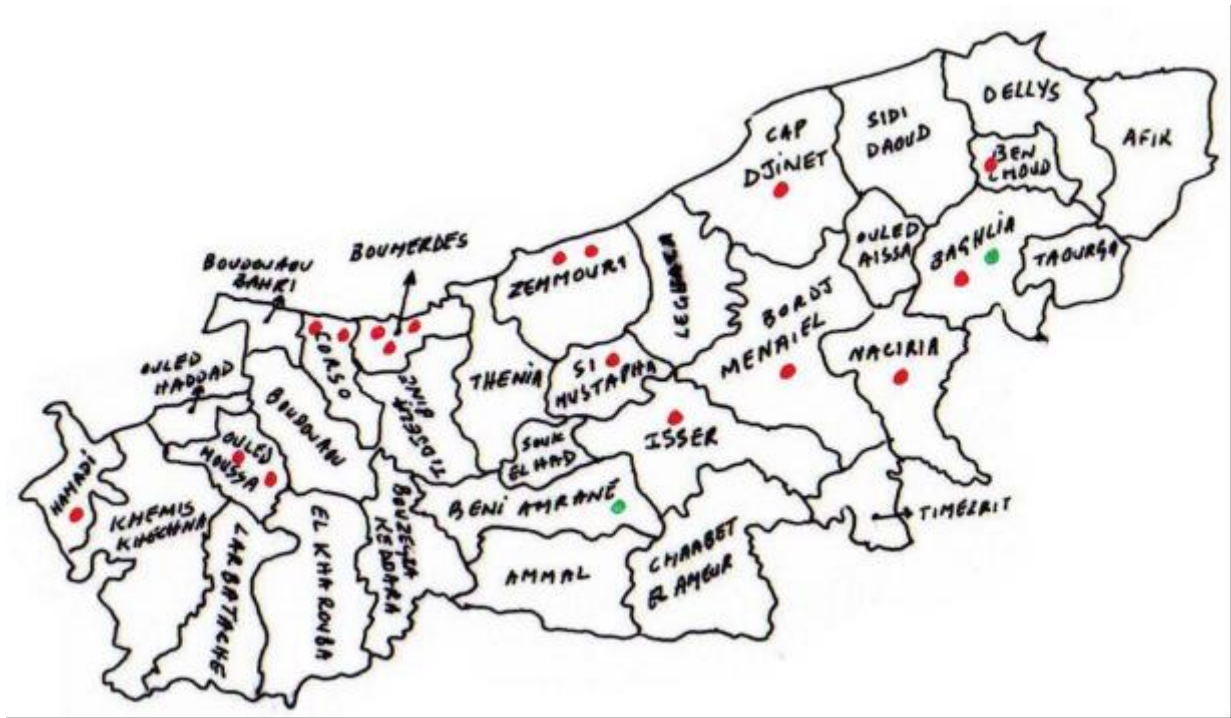 DELLYS
CAP
DJINET
SIDI
DAOUD
AFIR
BEN
CHOUD
BOUMERDES
BOUDOUAOU
BAHRI
ZEMMOURI
LEGHATA
OULED
AISSA
BAGHLIA
TAOURGA
BORDJ
MENAIEL
NACIRIA
OULED
HADDAD
CORSO
THENIA
SI
MUSTAPHA
TIDJELABINE
BOUDOUAOU
OULED
MOUSSA
SOUK
EL HAD
ISSER
HAMADI
KHEMIS
KHECHNA
BENI AMRANE
TIMEZRIT
LARBATACHE
EL KHAROUBA
BOUZEGZA
KEDDARA
AMMAL
CHAABET
EL AMEUR